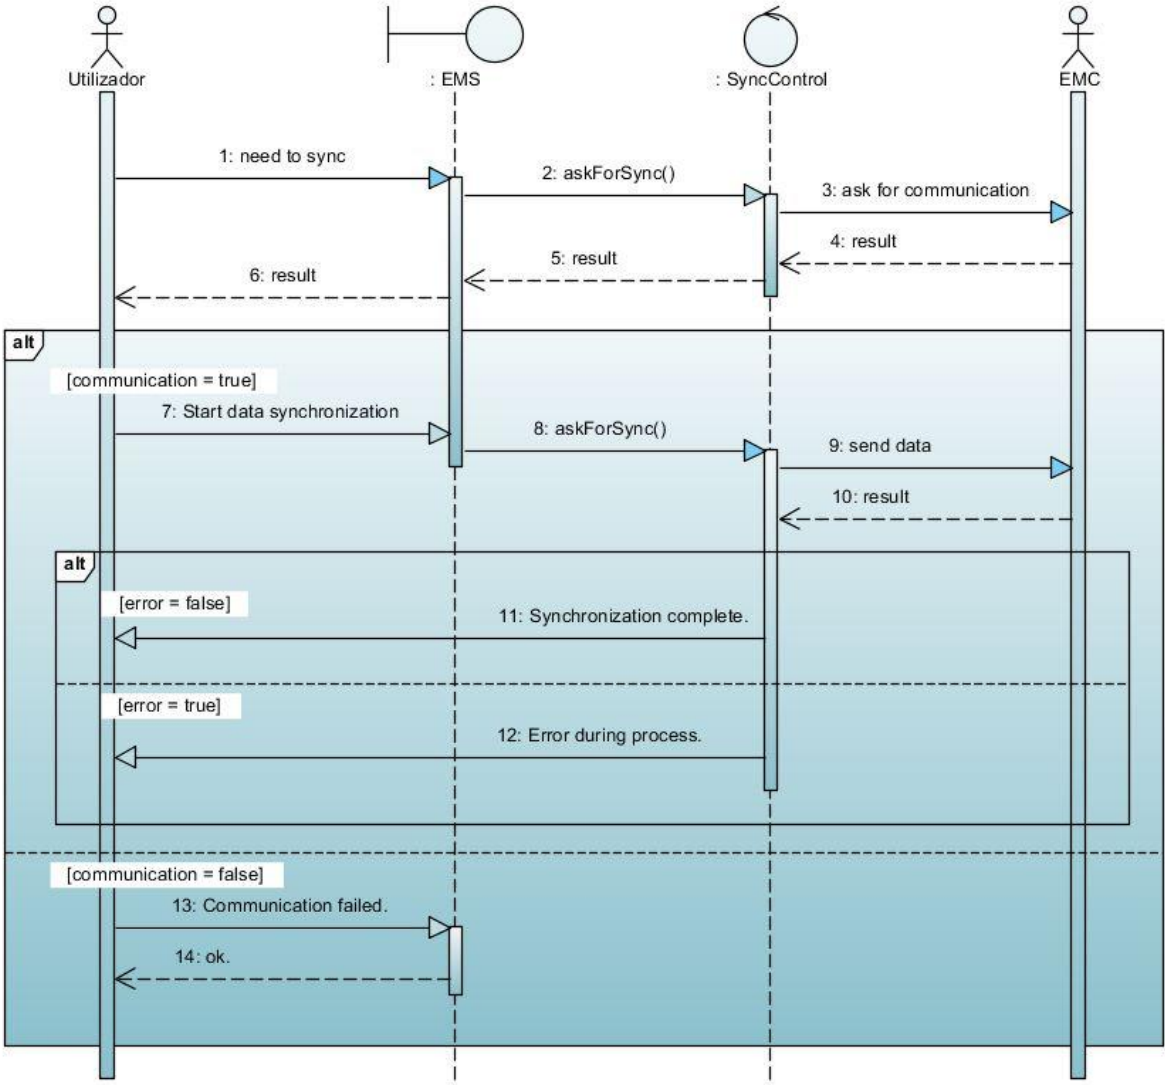 Utilizador
: EMS
: SyncControl
EMC
1: need to sync
2: askForSync()
3: ask for communication
4: result
5: result
6: result
alt
[communication = true]
7: Start data synchronization
8: askForSync()
9: send data
10: result
alt
[error = false]
11: Synchronization complete.
[error = true]
12: Error during process.
[communication = false]
13: Communication failed.
14: ok.